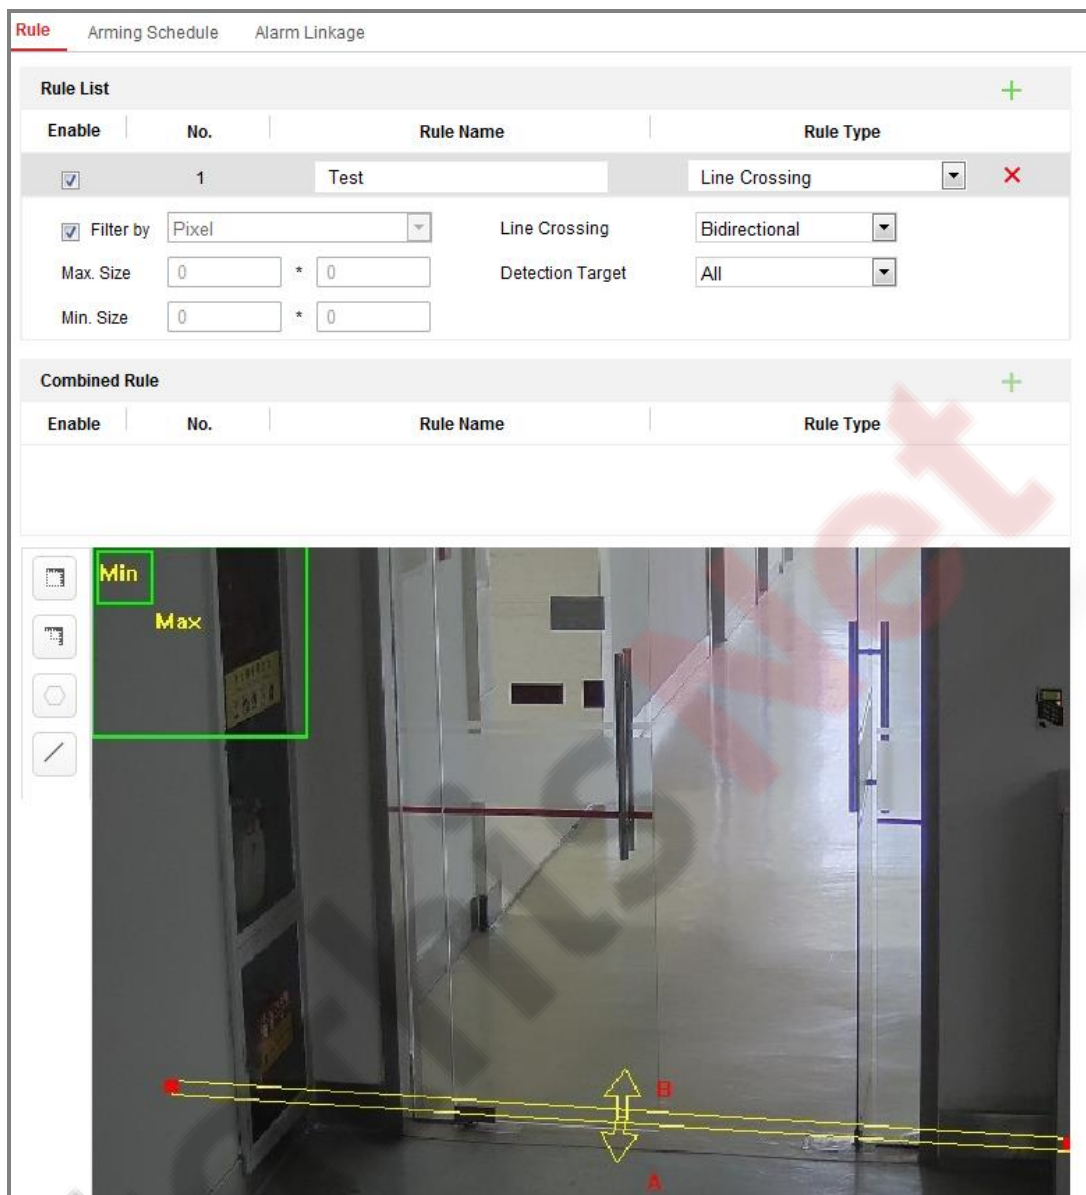 Rule Arming Schedule Alarm Linkage
Rule List
Enable No. Rule Name Rule Type
1 Test Line Crossing
Filter by Pixel Line Crossing Bidirectional
Max. Size 0 * 0 Detection Target All
Min. Size 0 * 0
Combined Rule
Enable No. Rule Name Rule Type
Min
Max
B
A